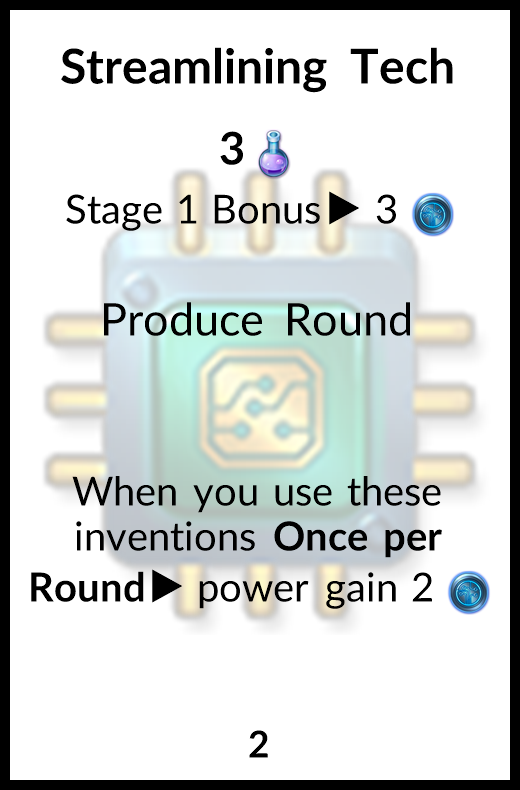 Streamlining Tech
3
Stage 1 Bonus▶ 3
Produce Round
When you use these
inventions Once per
Round▶ power gain 2
2